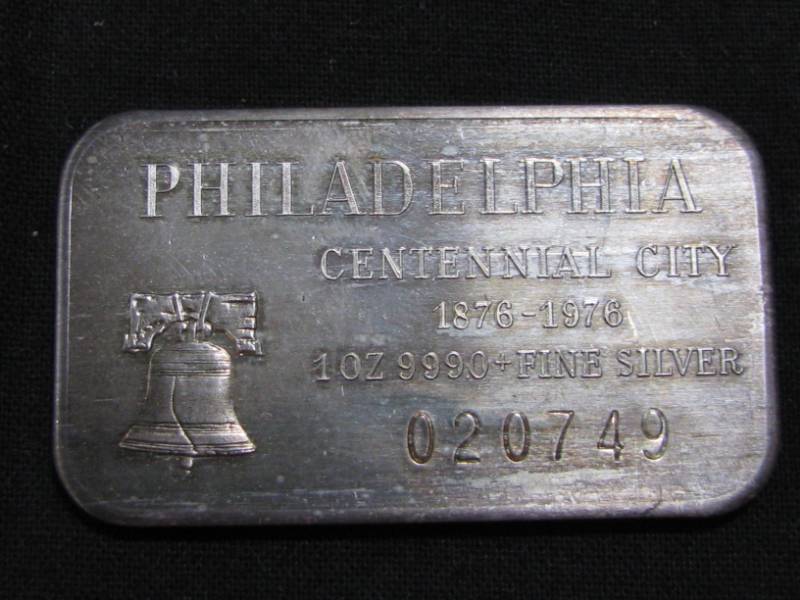 PHILADELPHIA
CENTENNIAL CITY
1876-1976
1 OZ 999.0+ FINE SILVER
020749